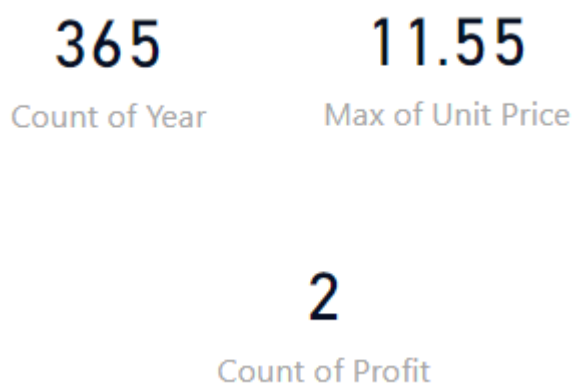 365
Count of Year
11.55
Max of Unit Price
2
Count of Profit